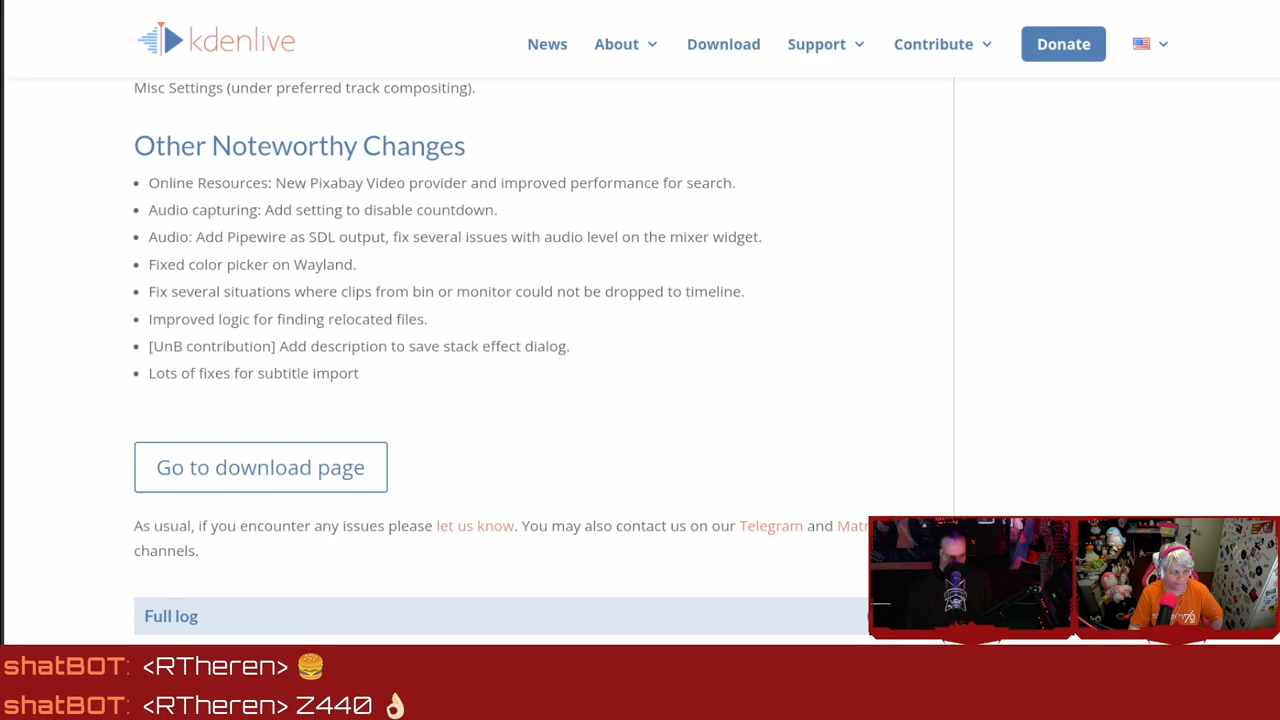 kdenlive
News About Download Support Contribute Donate
Misc Settings (under preferred track compositing).
Other Noteworthy Changes
• Online Resources: New Pixabay Video provider and improved performance for search.
• Audio capturing: Add setting to disable countdown.
• Audio: Add Pipewire as SDL output, fix several issues with audio level on the mixer widget.
• Fixed color picker on Wayland.
• Fix several situations where clips from bin or monitor could not be dropped to timeline.
• Improved logic for finding relocated files.
• [UnB contribution] Add description to save stack effect dialog.
• Lots of fixes for subtitle import
Go to download page
As usual, if you encounter any issues please let us know. You may also contact us on our Telegram and Matr
channels.
Full log
shatBOT: <RTheren> 🍔
shatBOT: <RTheren> Z440 👌